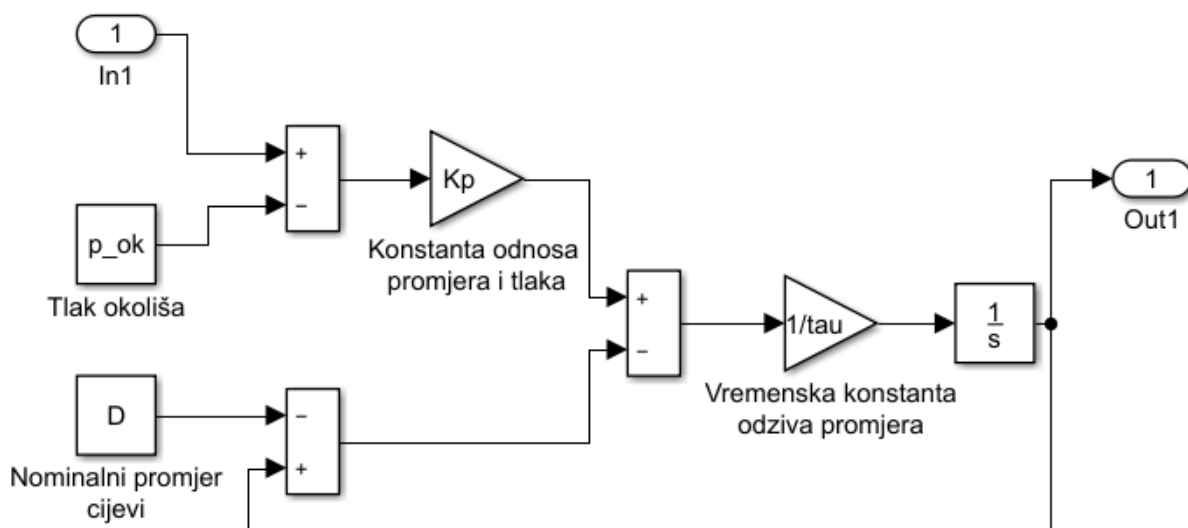 1
In1
+
−
p_ok
Tlak okoliša
Kp
Konstanta odnosa
promjera i tlaka
D
Nominalni promjer
cijevi
−
+
+
−
1/tau
Vremenska konstanta
odziva promjera
1
s
1
Out1